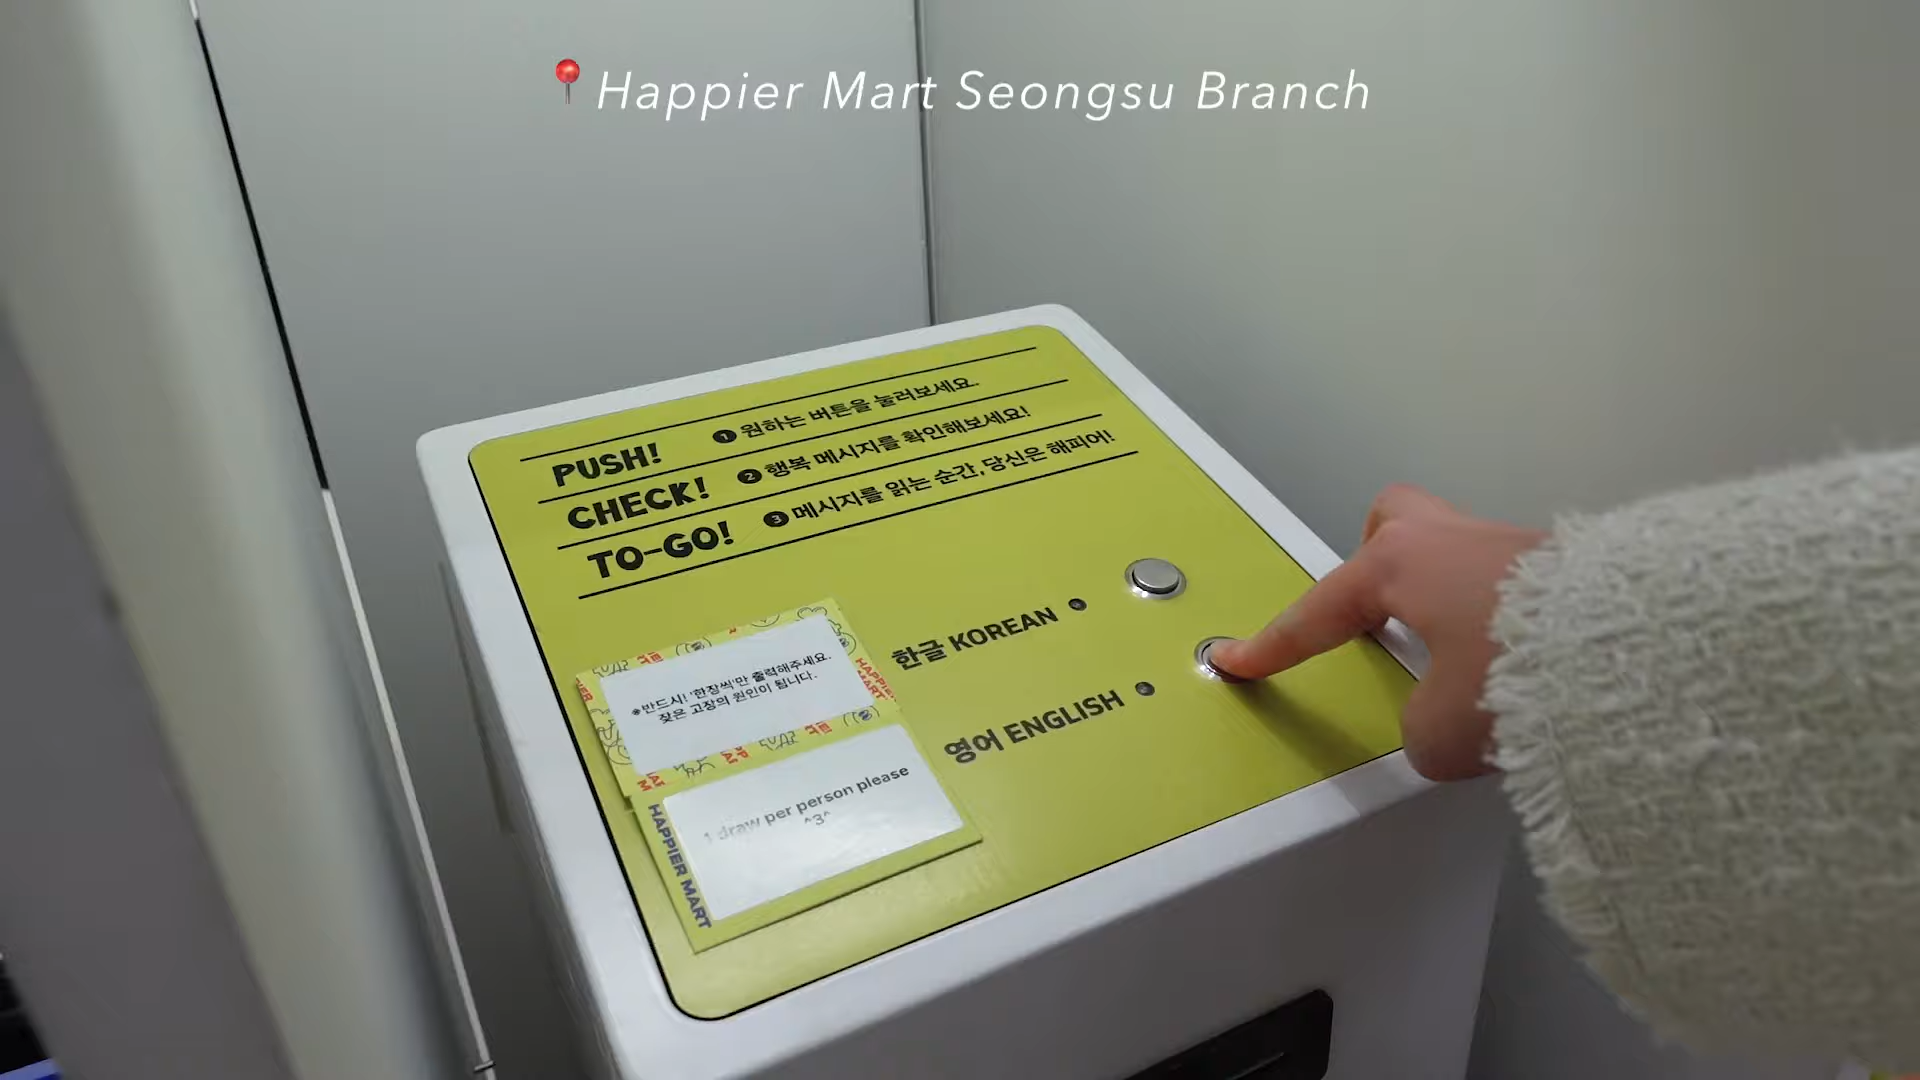 Happier Mart Seongsu Branch
PUSH! ❶ 원하는 버튼을 눌러보세요.
CHECK! ❷ 행복 메시지를 확인해보세요!
TO-GO! ❸ 메시지를 읽는 순간, 당신은 해피어!
한글 KOREAN
영어 ENGLISH
※반드시! '한장씩'만 출력해주세요.
잦은 고장의 원인이 됩니다.
HAPPIER MART
1 draw per person please
^3^
HAPPIER MART